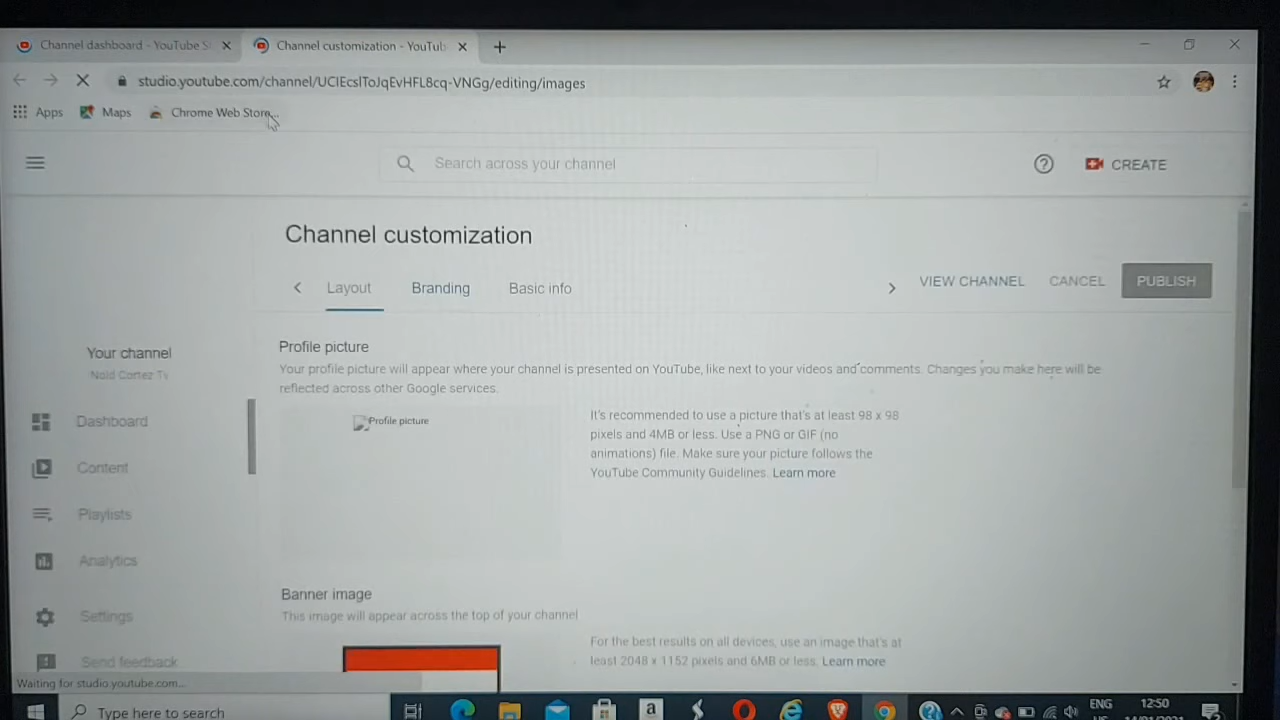 Channel dashboard - YouTube S
Channel customization - YouTub
studio.youtube.com/channel/UCIEcslToJqEvHFL8cq-VNGg/editing/images
Apps Maps Chrome Web Store...
Search across your channel
CREATE
Channel customization
Layout Branding Basic info
VIEW CHANNEL CANCEL PUBLISH
Your channel
Nold Cortez Tv
Dashboard
Content
Playlists
Analytics
Settings
Send feedback
Profile picture
Your profile picture will appear where your channel is presented on YouTube, like next to your videos and comments. Changes you make here will be
reflected across other Google services.
Profile picture
It's recommended to use a picture that's at least 98 x 98
pixels and 4MB or less. Use a PNG or GIF (no
animations) file. Make sure your picture follows the
YouTube Community Guidelines. Learn more
Banner image
This image will appear across the top of your channel
For the best results on all devices, use an image that's at
least 2048 x 1152 pixels and 6MB or less. Learn more
Waiting for studio.youtube.com...
Type here to search
ENG
12:50